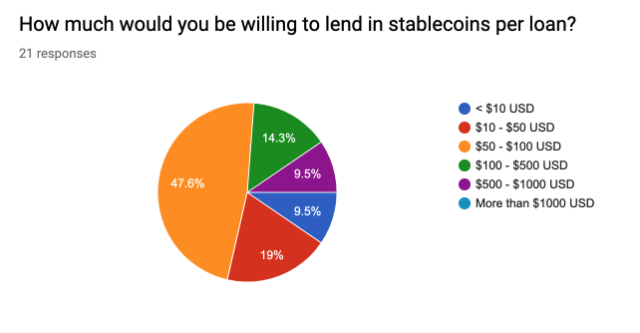 How much would you be willing to lend in stablecoins per loan?
21 responses
14.3%
9.5%
47.6%
9.5%
19%
< $10 USD
$10 - $50 USD
$50 - $100 USD
$100 - $500 USD
$500 - $1000 USD
More than $1000 USD